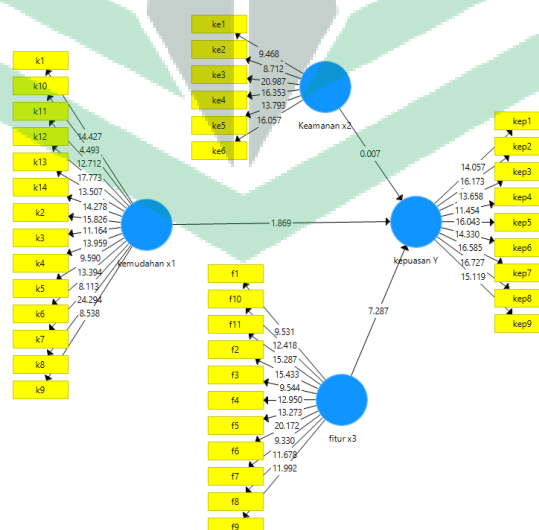 ke1
ke2
ke3
ke4
ke5
ke6
9.468
8.712
20.987
16.353
13.793
16.057
Keamanan x2
0.007
k1
k10
k11
k12
k13
k14
k2
k3
k4
k5
k6
k7
k8
k9
14.427
4.493
12.712
17.773
13.507
14.278
15.826
11.164
13.959
9.590
13.394
8.113
24.294
8.538
kemudahan x1
1.869
kep1
kep2
kep3
kep4
kep5
kep6
kep7
kep8
kep9
14.057
16.173
13.658
11.454
16.043
14.330
16.585
16.727
15.119
kepuasan Y
7.287
f1
f10
f11
f2
f3
f4
f5
f6
f7
f8
f9
9.531
12.418
15.287
15.433
9.544
12.950
13.273
20.172
9.330
11.678
11.992
fitur x3